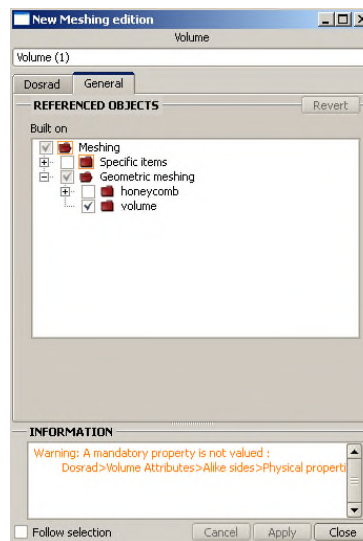 New Meshing edition
Volume
Volume (1)
Dosrad General
REFERENCED OBJECTS Revert
Built on
Meshing
Specific items
Geometric meshing
honeycomb
volume
INFORMATION
Warning: A mandatory property is not valued :
Dosrad>Volume Attributes>Alike sides>Physical properti
Follow selection Cancel Apply Close